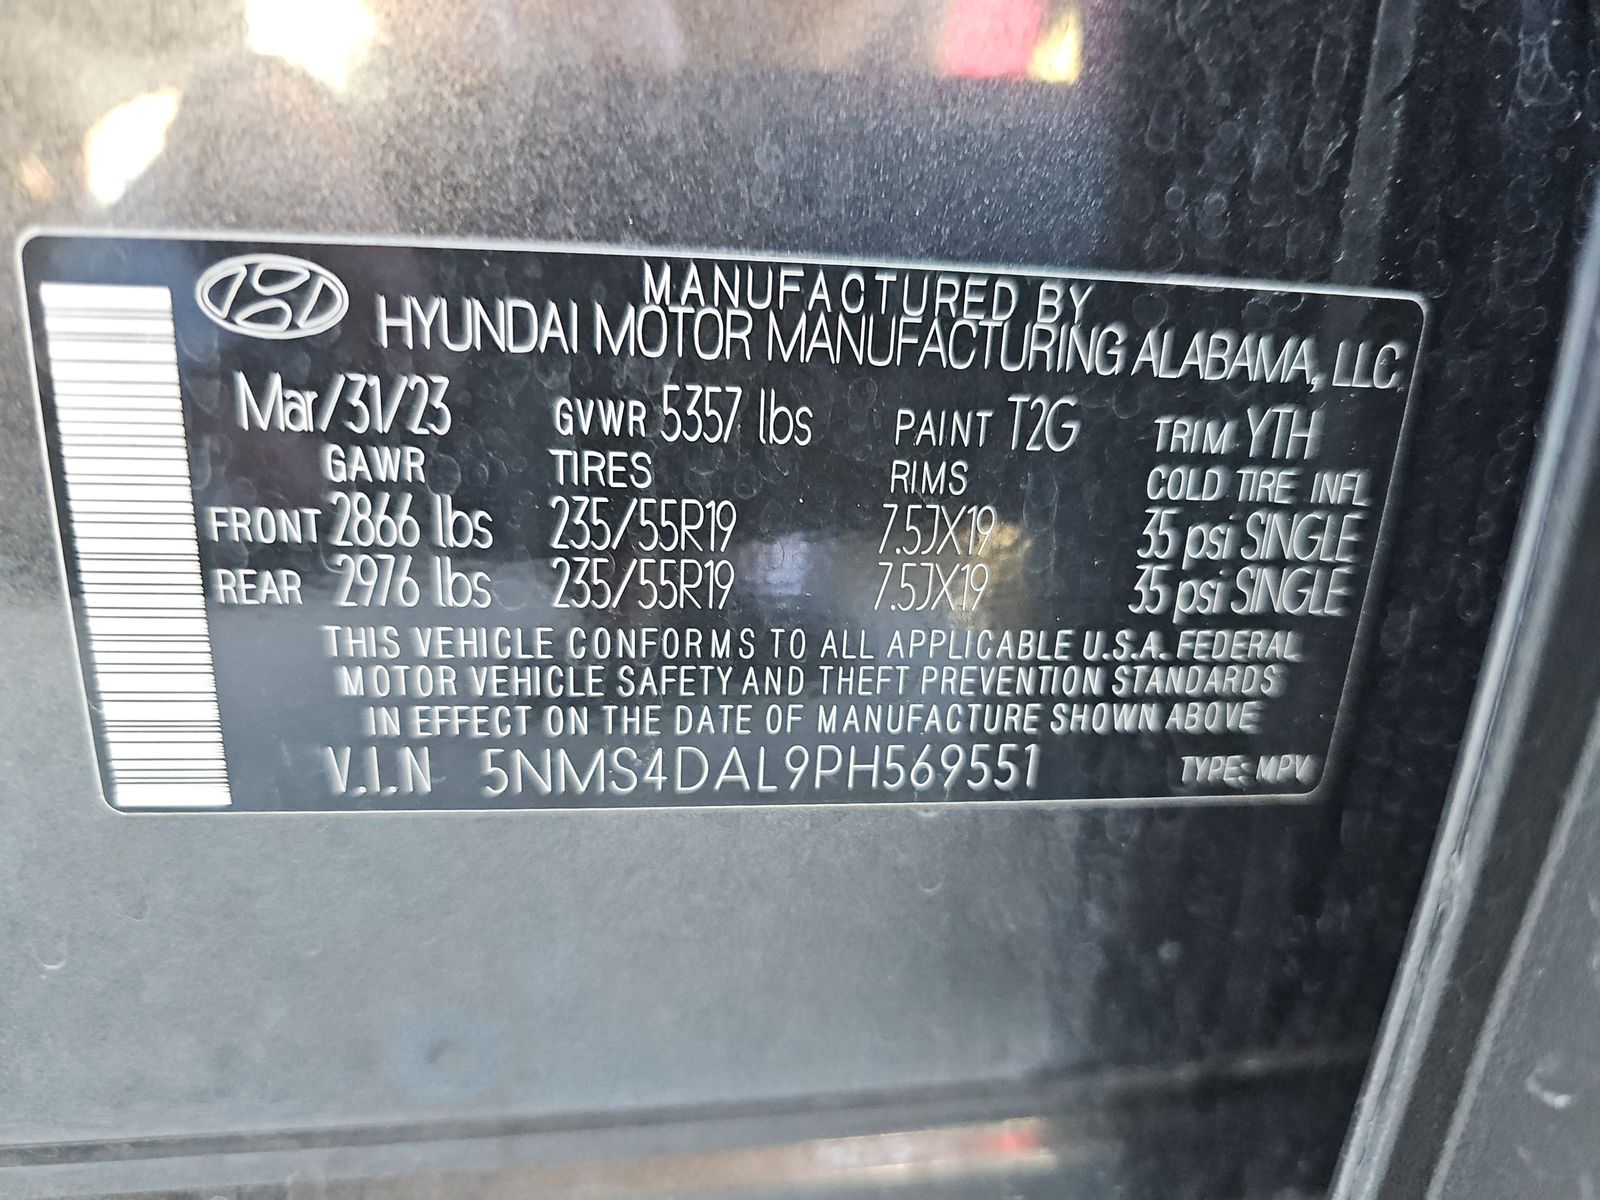 MANUFACTURED BY
HYUNDAI MOTOR MANUFACTURING ALABAMA, LLC
Mar/31/23 GVWR 5357 lbs PAINT T2G TRIM YTH
GAWR TIRES RIMS COLD TIRE INFL
FRONT 2866 lbs 235/55R19 7.5JX19 35 psi SINGLE
REAR 2976 lbs 235/55R19 7.5JX19 35 psi SINGLE
THIS VEHICLE CONFORMS TO ALL APPLICABLE U.S.A. FEDERAL
MOTOR VEHICLE SAFETY AND THEFT PREVENTION STANDARDS
IN EFFECT ON THE DATE OF MANUFACTURE SHOWN ABOVE
V.I.N 5NMS4DAL9PH569551 TYPE: MPV